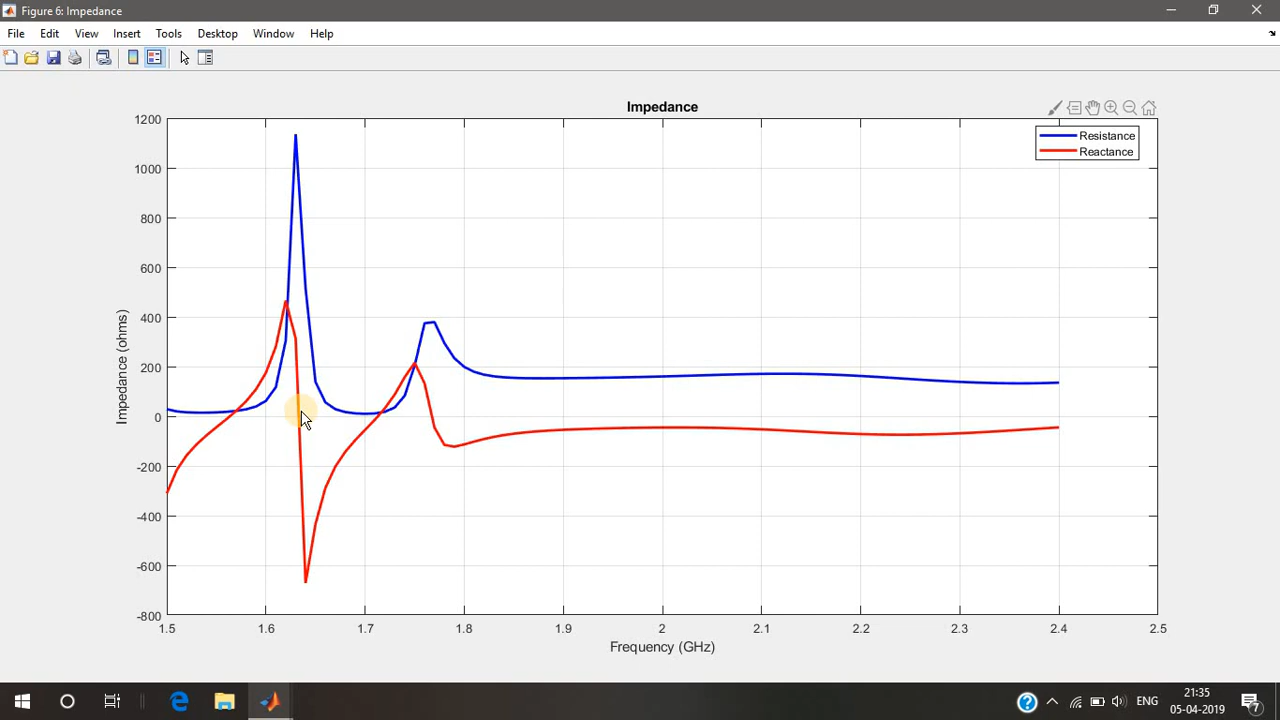 Figure 6: Impedance
File Edit View Insert Tools Desktop Window Help
Impedance
Resistance
Reactance
1200
1000
800
600
400
200
0
-200
-400
-600
-800
Impedance (ohms)
1.5 1.6 1.7 1.8 1.9 2 2.1 2.2 2.3 2.4 2.5
Frequency (GHz)
ENG
21:35
05-04-2019
7